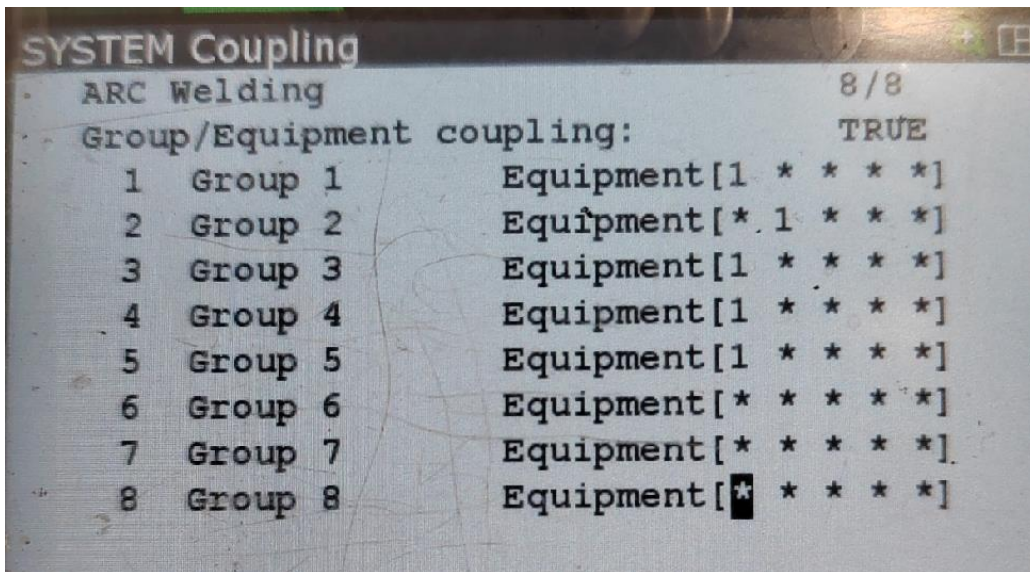 SYSTEM Coupling
ARC Welding 8/8
Group/Equipment coupling: TRUE
1 Group 1 Equipment[1 * * * *]
2 Group 2 Equipment[* 1 * * *]
3 Group 3 Equipment[1 * * * *]
4 Group 4 Equipment[1 * * * *]
5 Group 5 Equipment[1 * * * *]
6 Group 6 Equipment[* * * * *]
7 Group 7 Equipment[* * * * *]
8 Group 8 Equipment[* * * * *]